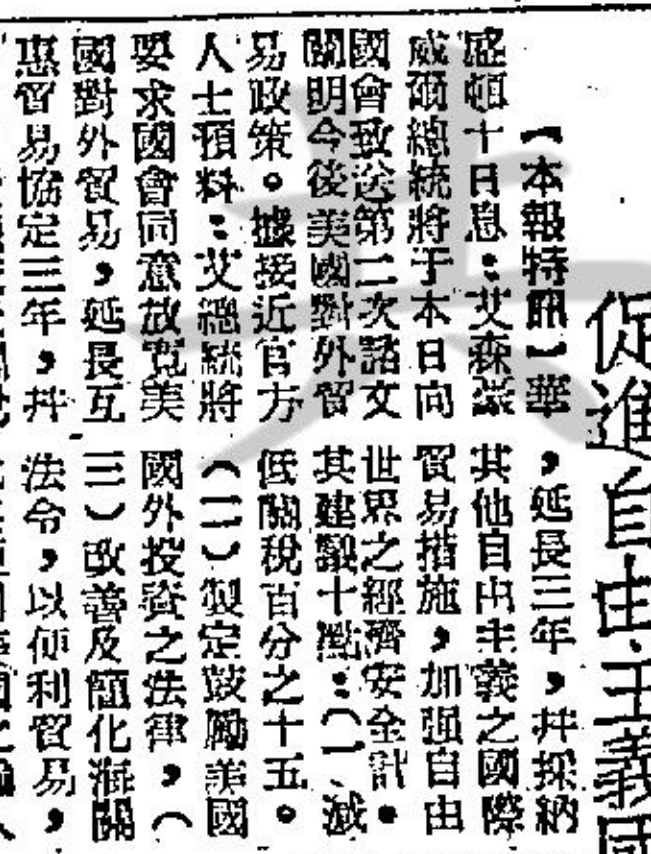 促進自由主義國
【本報特訊】華
盛頓十日息：艾森豪
威爾總統將于本日向
國會致送第二次諮文
闡明今後美國對外貿
易政策。據接近官方
人士預料：艾總統將
要求國會同意放寬美
國對外貿易，延長互
惠貿易協定三年，幷
，延長三年，幷採納
其他自由主義之國際
貿易措施，加强自由
世界之經濟安全計。
其建議十點：（一、減
低關稅百分之十五。
（二）製定鼓勵美國
國外投資之法律，（
三）改善及簡化海關
法令，以便利貿易，